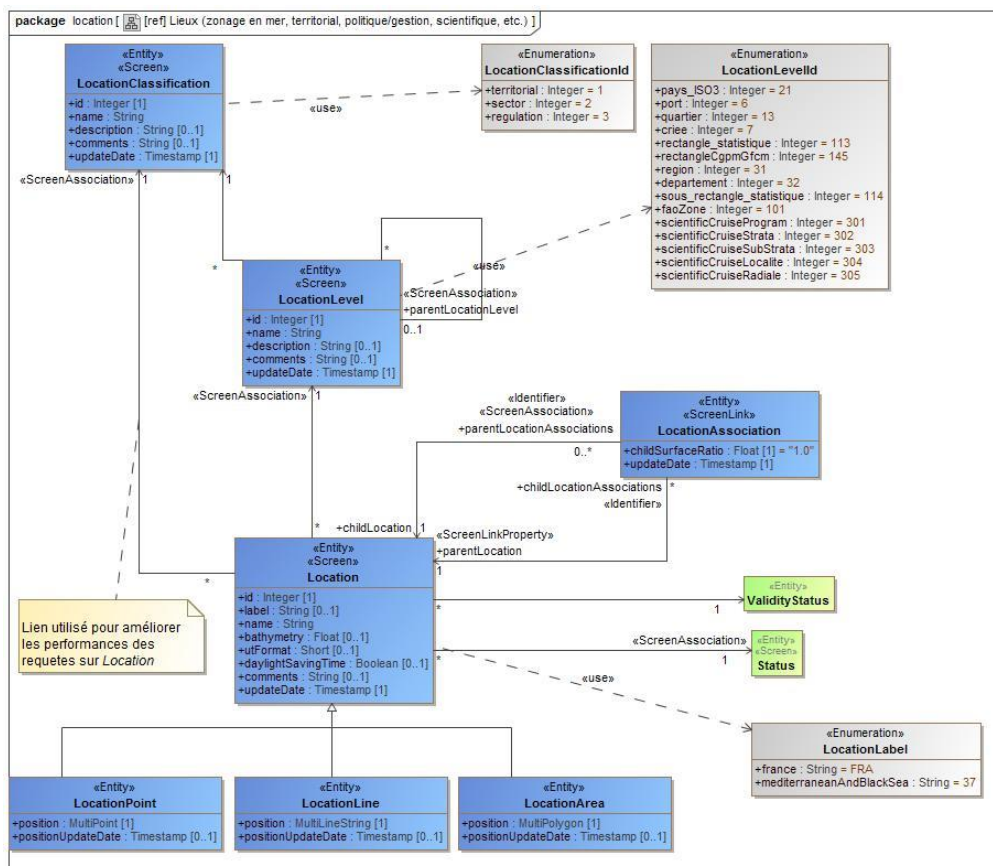 package location [ [ref] Lieux (zonage en mer, territorial, politique/gestion, scientifique, etc.) ]
«Entity»
«Screen»
LocationClassification
+id : Integer [1]
+name : String
+description : String [0..1]
+comments : String [0..1]
+updateDate : Timestamp [1]
«use»
«Enumeration»
LocationClassificationId
+territorial : Integer = 1
+sector : Integer = 2
+regulation : Integer = 3
«Enumeration»
LocationLevelId
+pays_ISO3 : Integer = 21
+port : Integer = 6
+quartier : Integer = 13
+criee : Integer = 7
+rectangle_statistique : Integer = 113
+rectangleCgpmGfcm : Integer = 145
+region : Integer = 31
+departement : Integer = 32
+sous_rectangle_statistique : Integer = 114
+faoZone : Integer = 101
+scientificCruiseProgram : Integer = 301
+scientificCruiseStrata : Integer = 302
+scientificCruiseSubStrata : Integer = 303
+scientificCruiseLocalite : Integer = 304
+scientificCruiseRadiale : Integer = 305
«ScreenAssociation» 1
1
*
*
«use»
«Entity»
«Screen»
LocationLevel
+id : Integer [1]
+name : String
+description : String [0..1]
+comments : String [0..1]
+updateDate : Timestamp [1]
«ScreenAssociation»
+parentLocationLevel
0..1
«ScreenAssociation» 1
«Identifier»
«ScreenAssociation»
+parentLocationAssociations
0..*
«Entity»
«ScreenLink»
LocationAssociation
+childSurfaceRatio : Float [1] = "1.0"
+updateDate : Timestamp [1]
+childLocationAssociations *
«Identifier»
* +childLocation 1
«ScreenLinkProperty»
+parentLocation
1
*
«Entity»
«Screen»
Location
+id : Integer [1]
+label : String [0..1]
+name : String
+bathymetry : Float [0..1]
+utFormat : Short [0..1]
+daylightSavingTime : Boolean [0..1]
+comments : String [0..1]
+updateDate : Timestamp [1]
Lien utilisé pour améliorer
les performances des
requetes sur Location
* 1
«Entity»
ValidityStatus
«ScreenAssociation»
* 1
«Entity»
«Screen»
Status
«use»
«Enumeration»
LocationLabel
+france : String = FRA
+mediterraneanAndBlackSea : String = 37
«Entity»
LocationPoint
+position : MultiPoint [1]
+positionUpdateDate : Timestamp [0..1]
«Entity»
LocationLine
+position : MultiLineString [1]
+positionUpdateDate : Timestamp [0..1]
«Entity»
LocationArea
+position : MultiPolygon [1]
+positionUpdateDate : Timestamp [0..1]